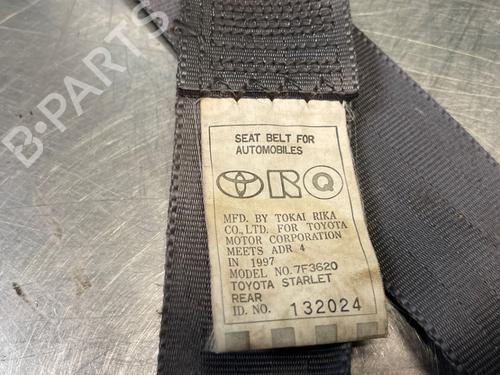 B-PARTS
SEAT BELT FOR
AUTOMOBILES
R Q
MFD. BY TOKAI RIKA
CO., LTD. FOR TOYOTA
MOTOR CORPORATION
MEETS ADR 4
IN 1997
MODEL NO. 7F3620
TOYOTA STARLET
REAR
ID. NO. 132024